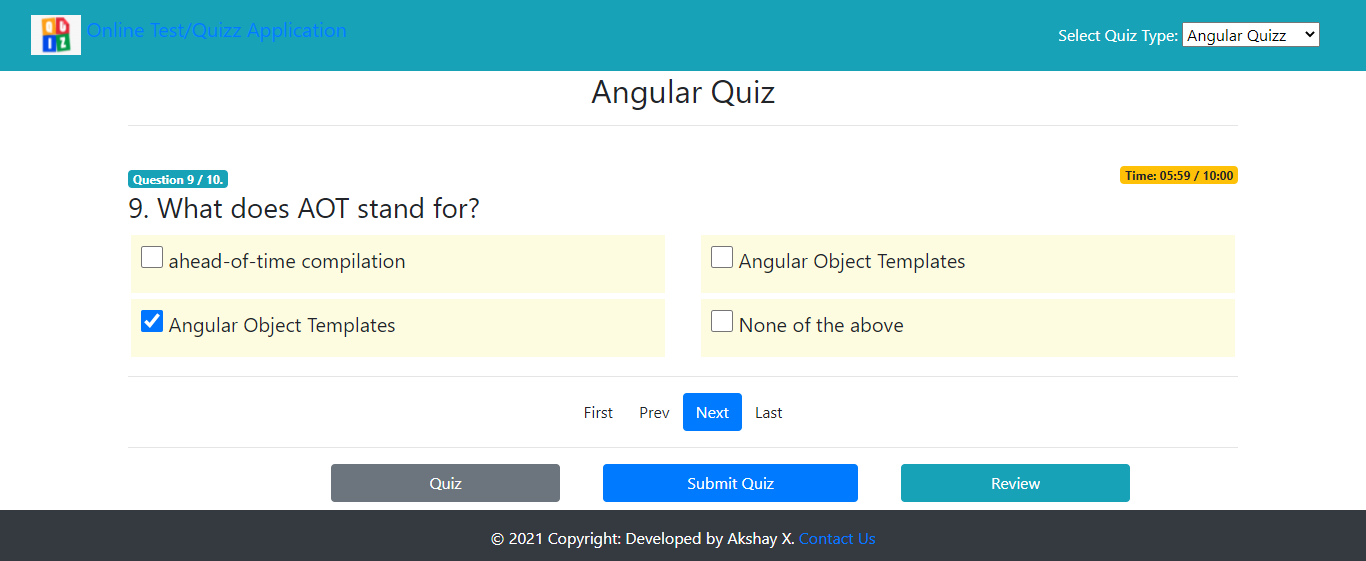 Online Test/Quizz Application
Select Quiz Type: Angular Quizz
Angular Quiz
Question 9 / 10.
Time: 05:59 / 10:00
9. What does AOT stand for?
ahead-of-time compilation
Angular Object Templates
Angular Object Templates
None of the above
First Prev Next Last
Quiz Submit Quiz Review
© 2021 Copyright: Developed by Akshay X. Contact Us